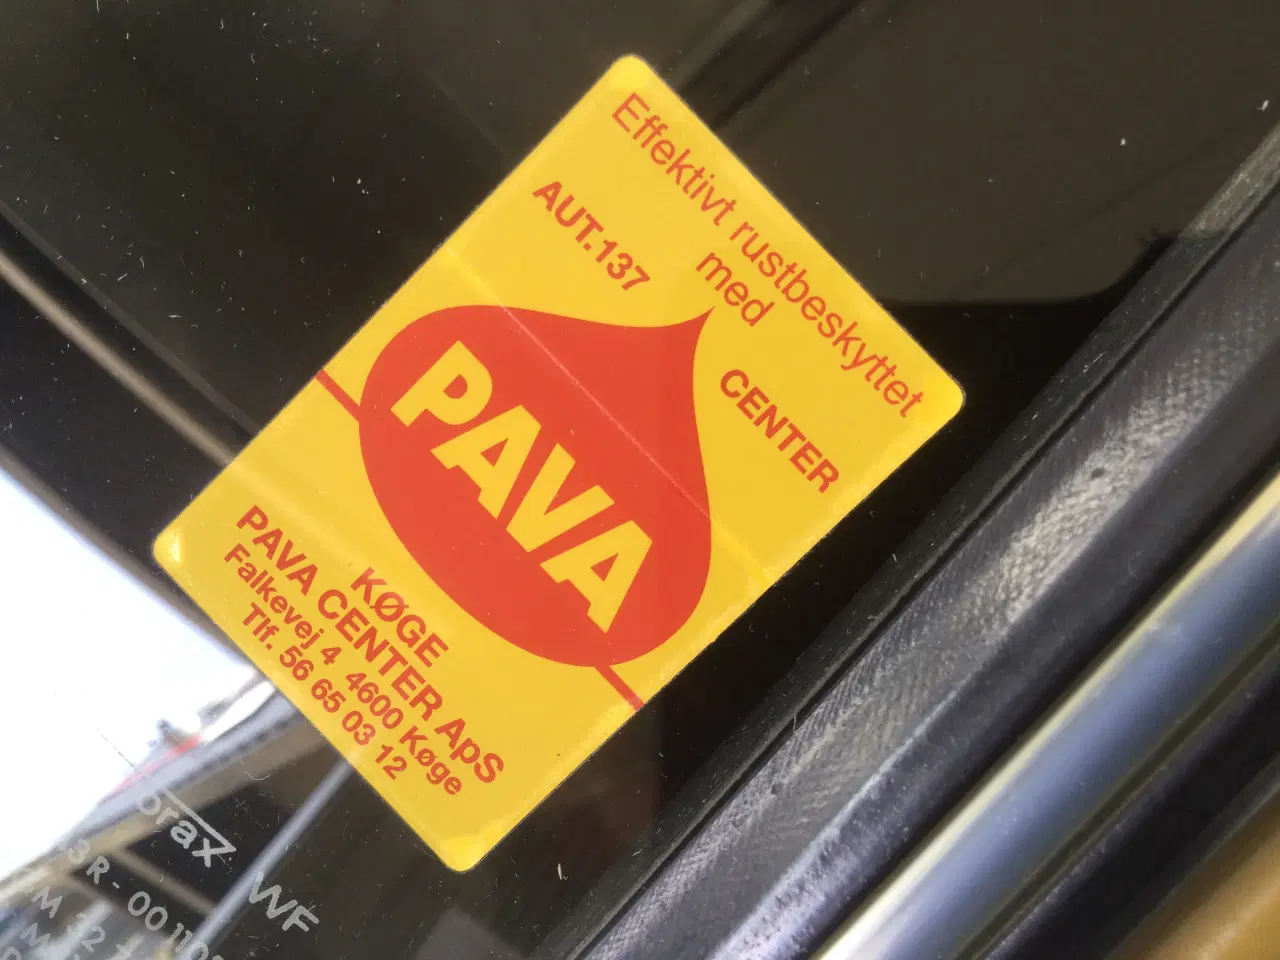 Effektivt rustbeskyttet
med
AUT.137
CENTER
PAVA
KØGE
PAVA CENTER ApS
Falkevej 4 4600 Køge
Tlf. 56 65 03 12
WF